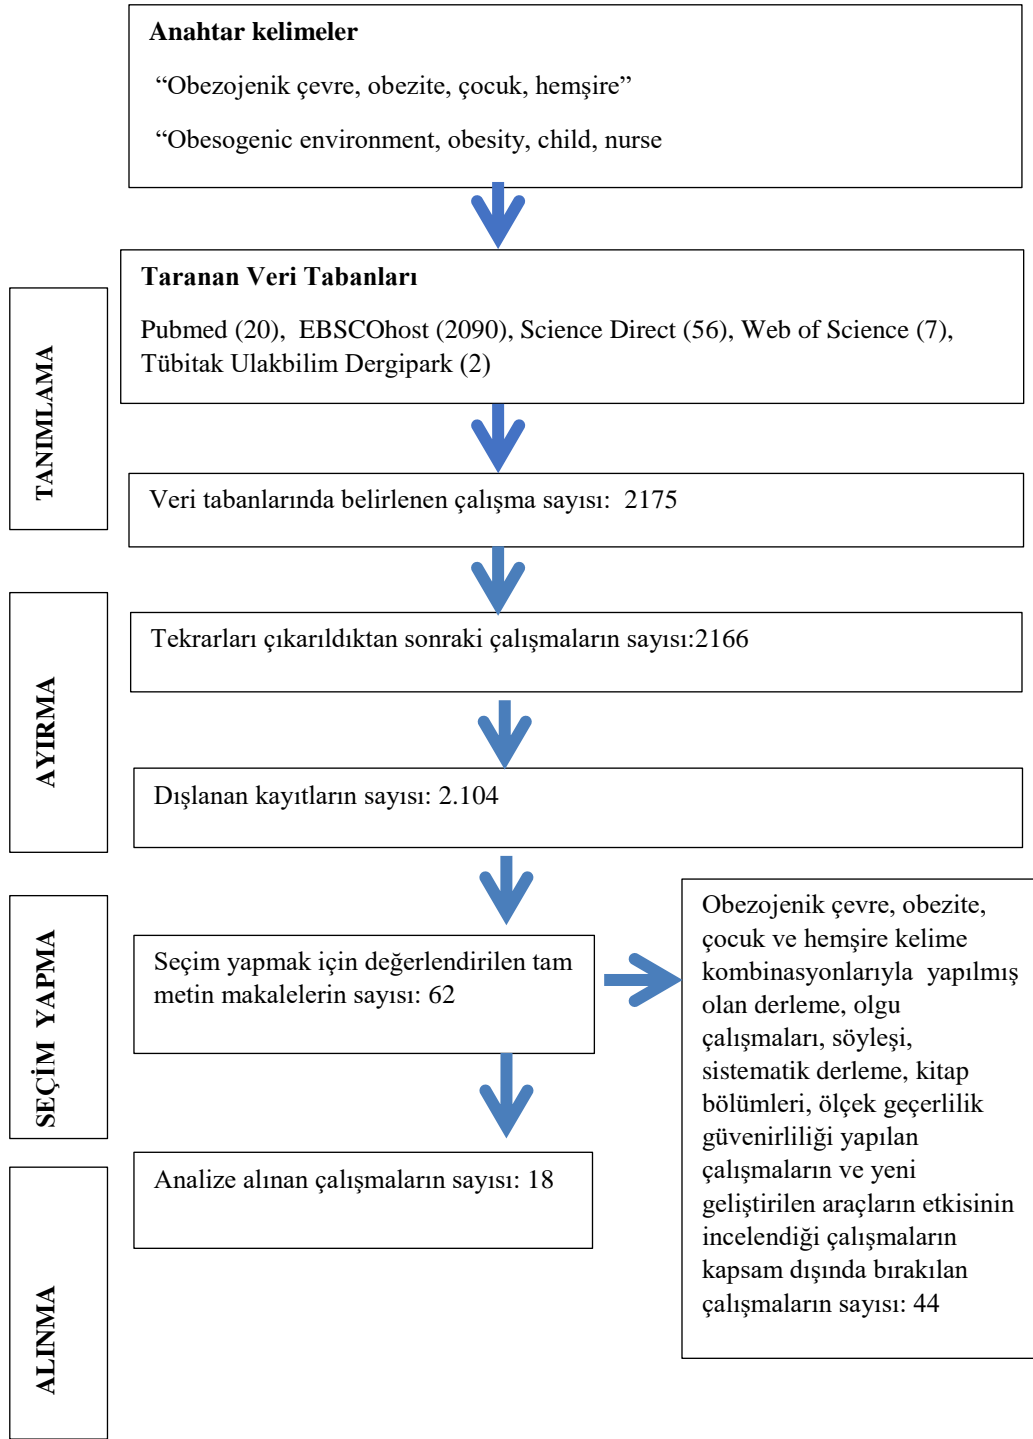 Anahtar kelimeler
“Obezojenik çevre, obezite, çocuk, hemşire”
“Obesogenic environment, obesity, child, nurse
Taranan Veri Tabanları
Pubmed (20), EBSCOhost (2090), Science Direct (56), Web of Science (7),
Tübitak Ulakbilim Dergipark (2)
TANIMLAMA
Veri tabanlarında belirlenen çalışma sayısı: 2175
AYIRMA
Tekrarları çıkarıldıktan sonraki çalışmaların sayısı:2166
Dışlanan kayıtların sayısı: 2.104
SEÇİM YAPMA
Seçim yapmak için değerlendirilen tam
metin makalelerin sayısı: 62
Obezojenik çevre, obezite,
çocuk ve hemşire kelime
kombinasyonlarıyla yapılmış
olan derleme, olgu
çalışmaları, söyleşi,
sistematik derleme, kitap
bölümleri, ölçek geçerlilik
güvenirliliği yapılan
çalışmaların ve yeni
geliştirilen araçların etkisinin
incelendiği çalışmaların
kapsam dışında bırakılan
çalışmaların sayısı: 44
ALINMA
Analize alınan çalışmaların sayısı: 18